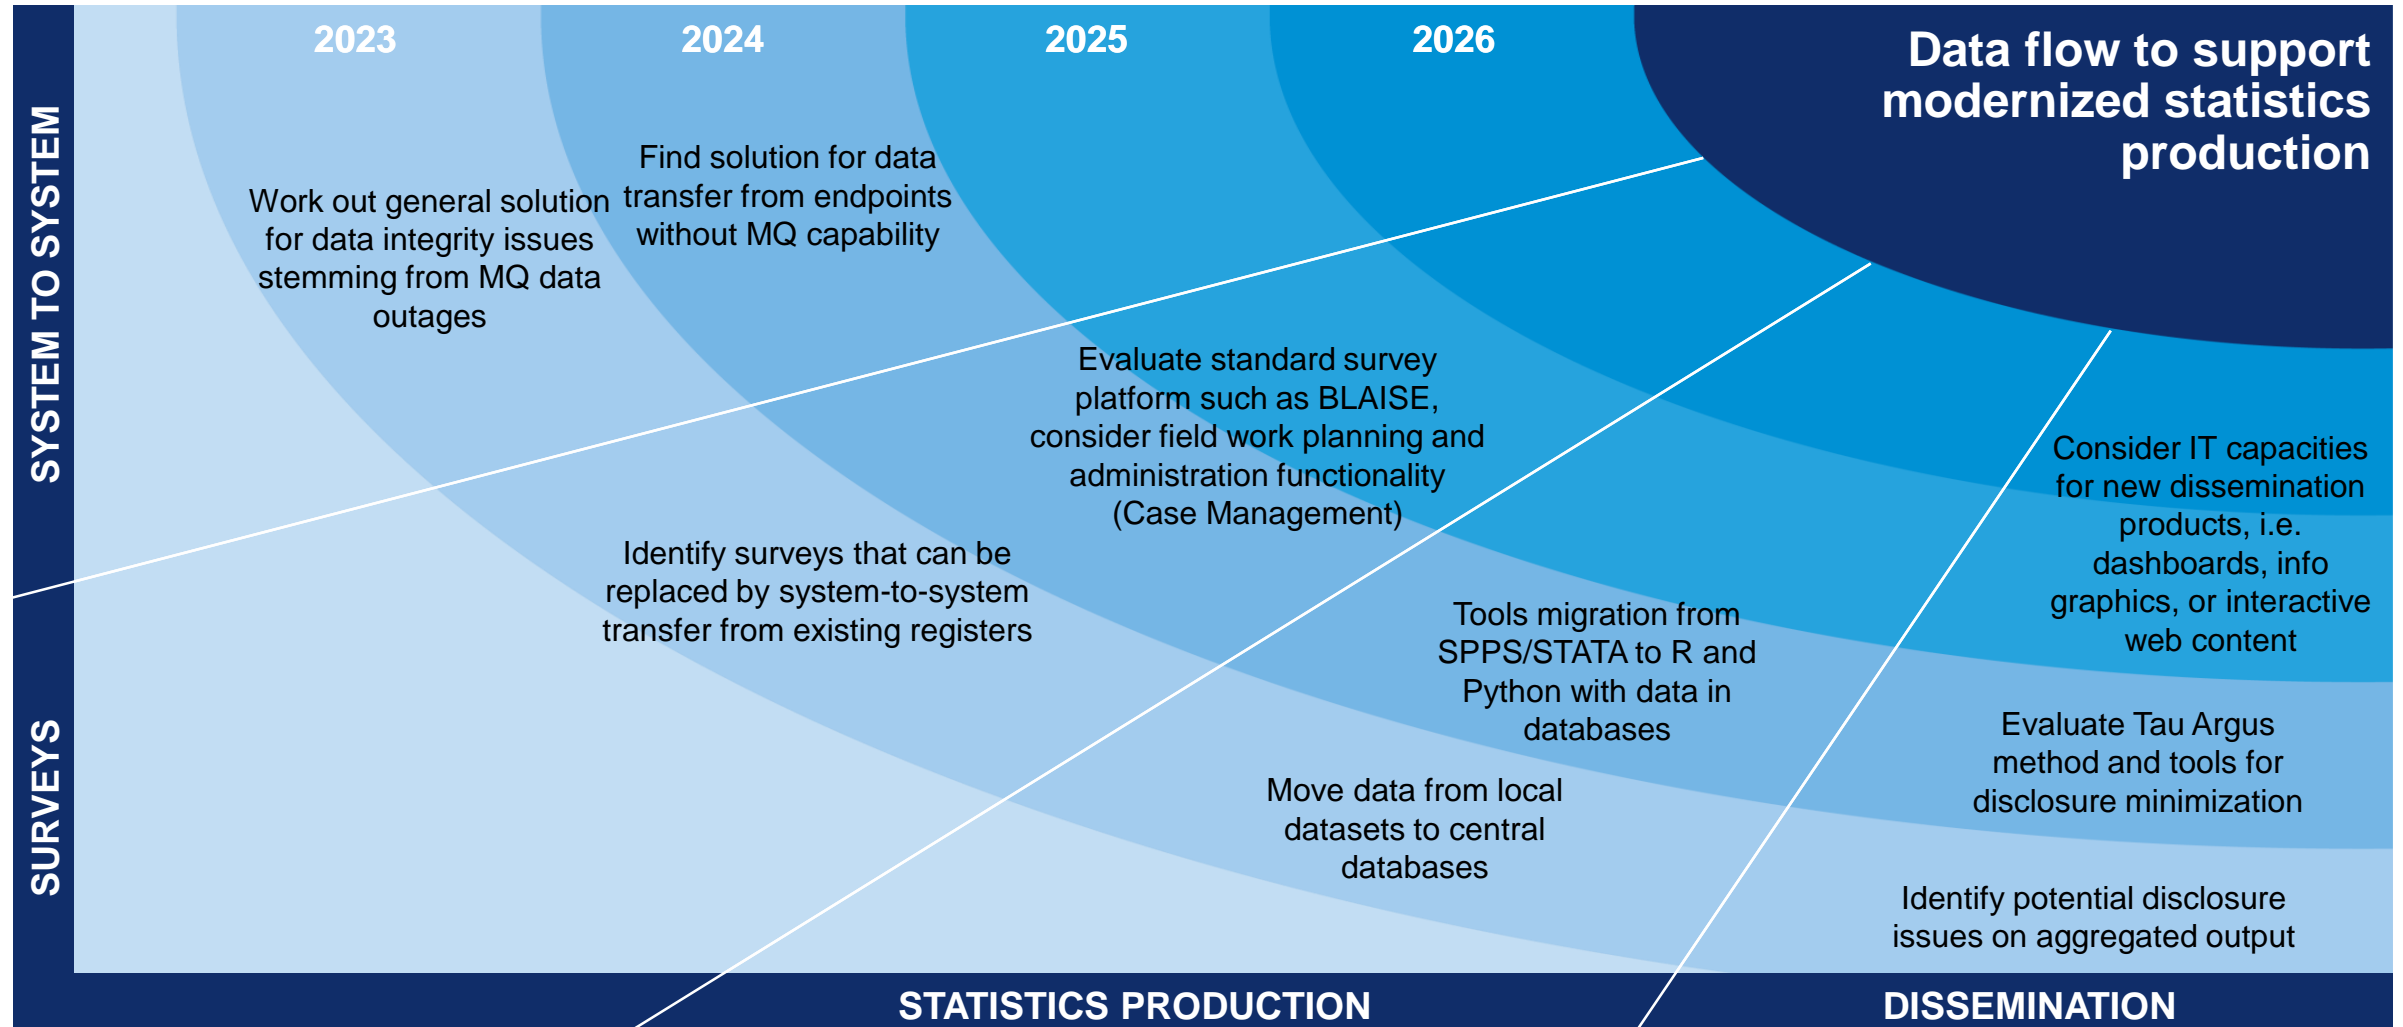 2023
2024
2025
2026
Data flow to support
modernized statistics
production
SYSTEM TO SYSTEM
Work out general solution
for data integrity issues
stemming from MQ data
outages
Find solution for data
transfer from endpoints
without MQ capability
SURVEYS
Identify surveys that can be
replaced by system-to-system
transfer from existing registers
Evaluate standard survey
platform such as BLAISE,
consider field work planning and
administration functionality
(Case Management)
Move data from local
datasets to central
databases
Tools migration from
SPPS/STATA to R and
Python with data in
databases
Consider IT capacities
for new dissemination
products, i.e.
dashboards, info
graphics, or interactive
web content
Evaluate Tau Argus
method and tools for
disclosure minimization
Identify potential disclosure
issues on aggregated output
STATISTICS PRODUCTION
DISSEMINATION